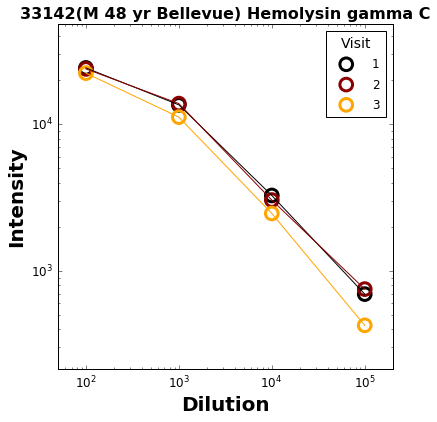 33142(M 48 yr Bellevue) Hemolysin gamma C
Visit
1
2
3
10⁴
10³
Intensity
10² 10³ 10⁴ 10⁵
Dilution